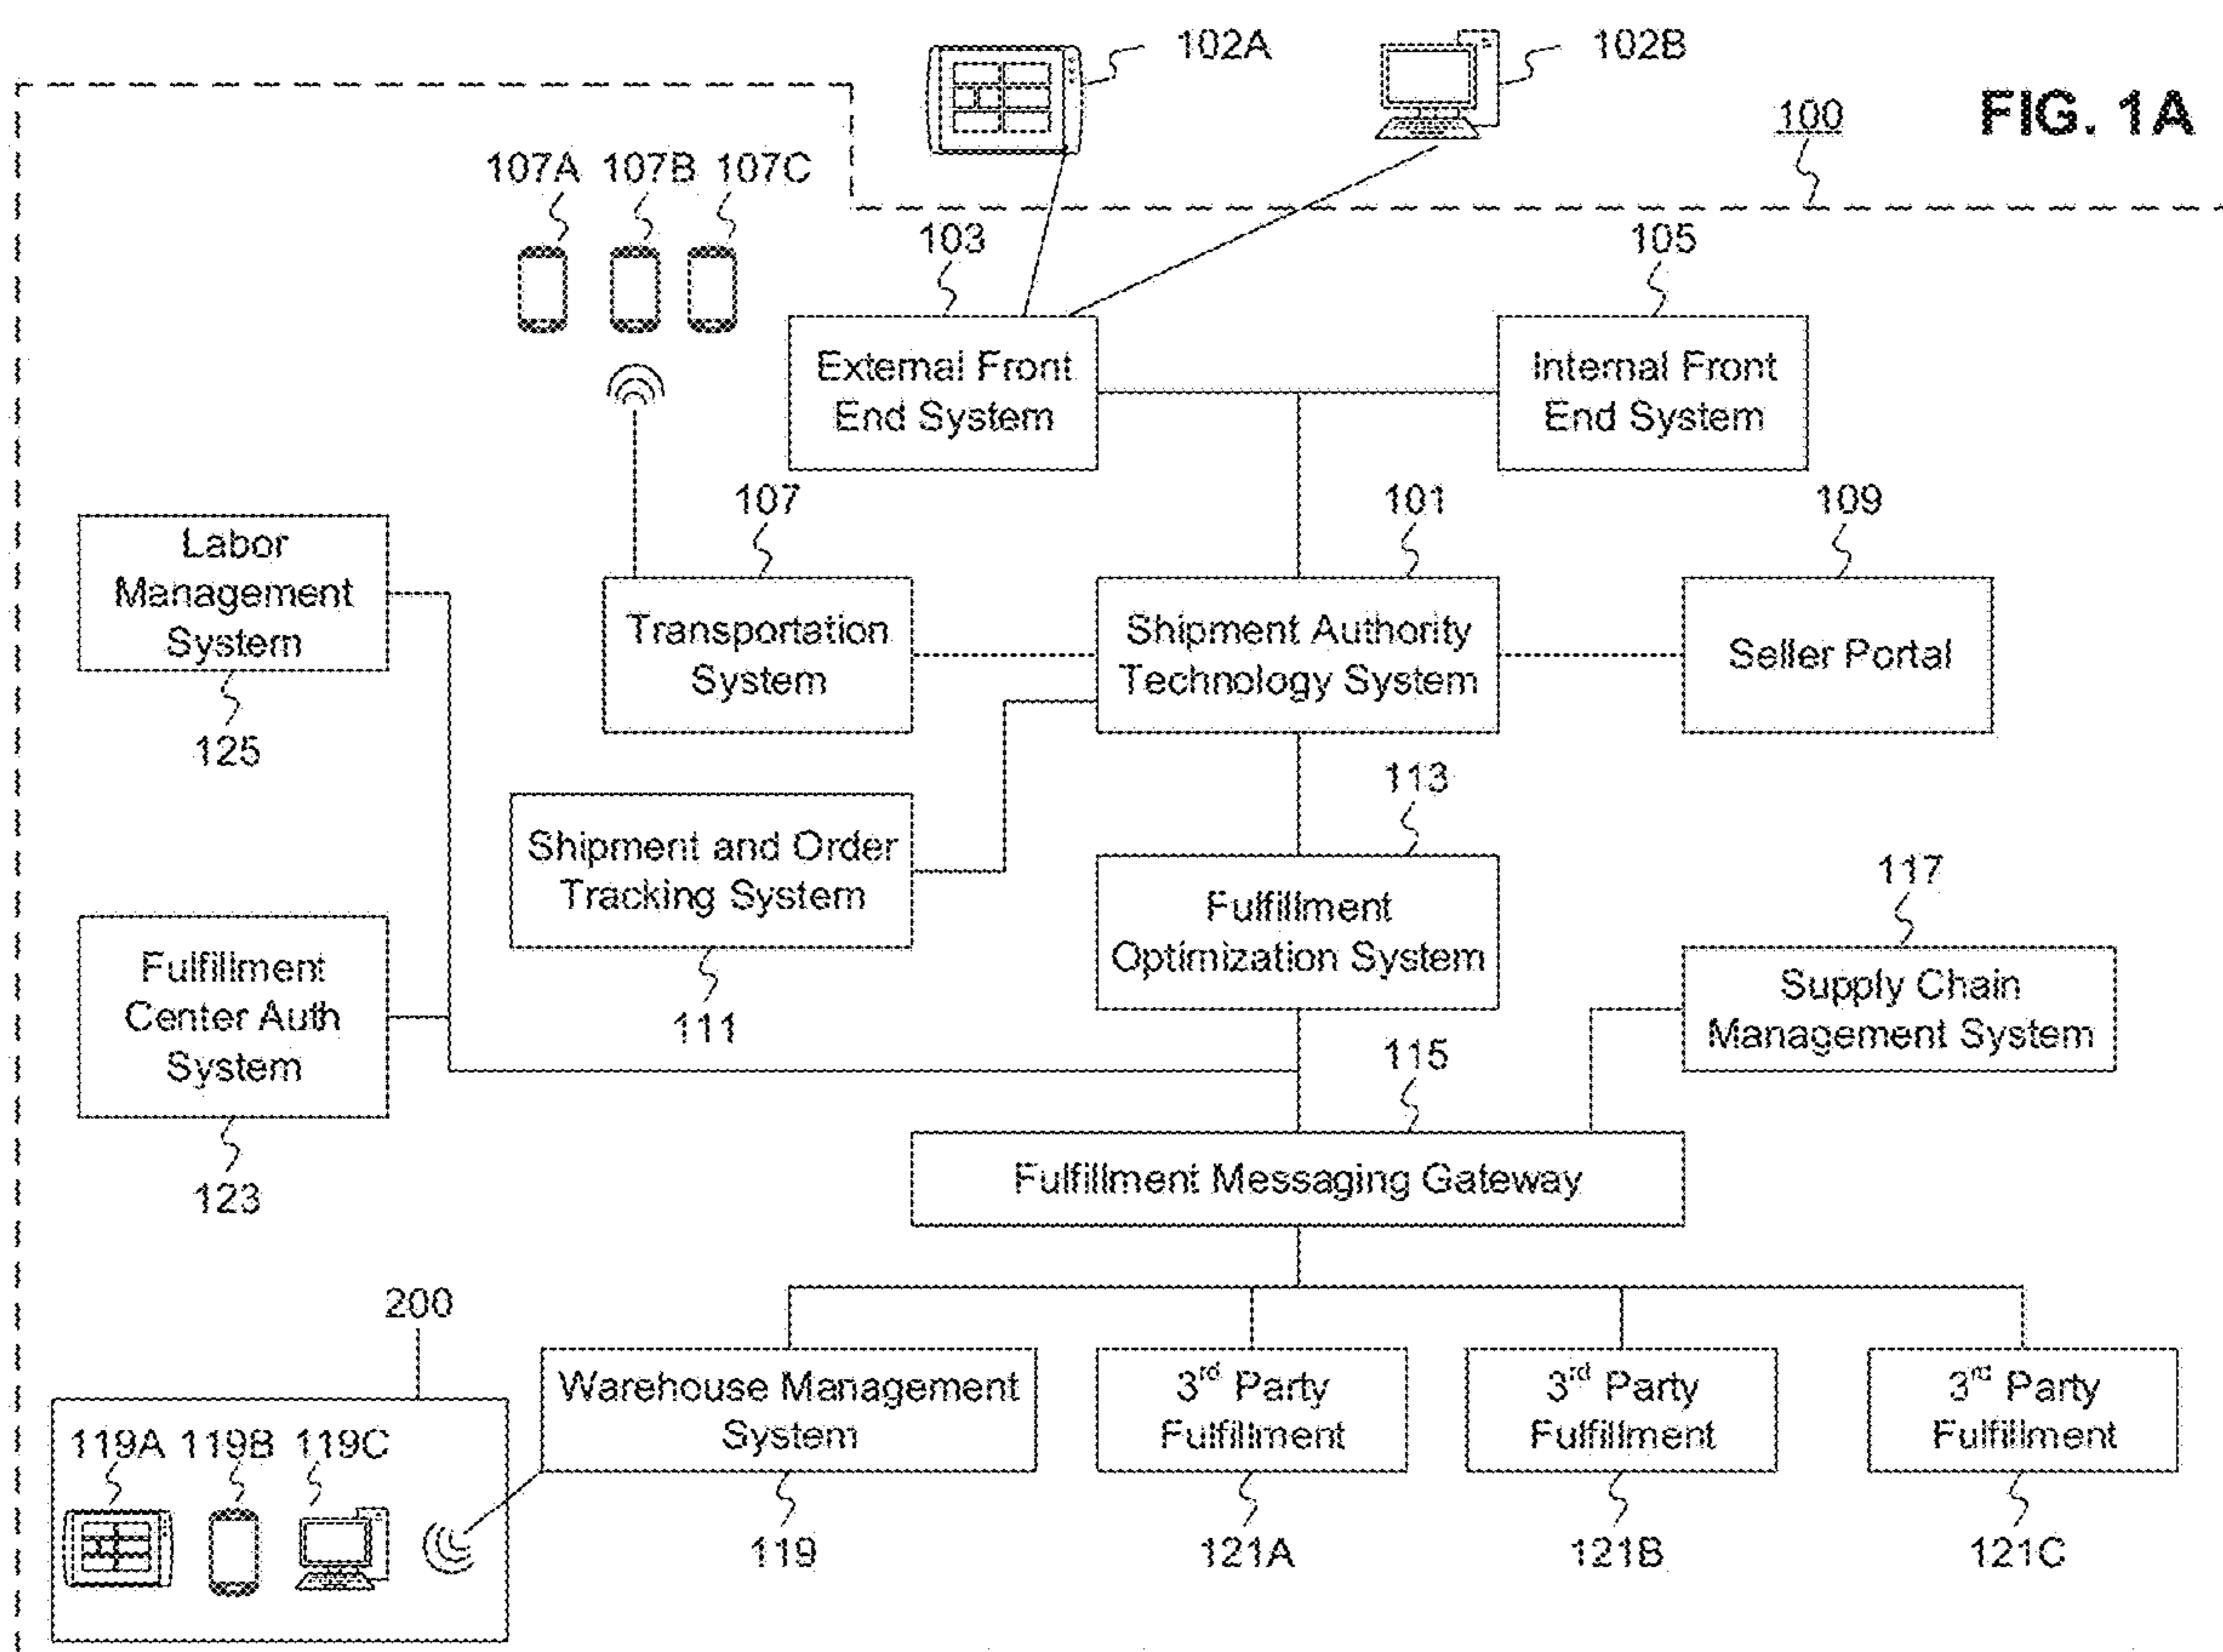 102A
102B
FIG. 1A
100
107A 107B 107C
103
105
External Front
End System
Internal Front
End System
107
101
109
Labor
Management
System
Transportation
System
Shipment Authority
Technology System
Seller Portal
125
113
Shipment and Order
Tracking System
117
Fulfillment
Optimization System
Fulfillment
Center Auth
System
Supply Chain
Management System
111
115
123
Fulfillment Messaging Gateway
200
Warehouse Management
System
3rd Party
Fulfillment
3rd Party
Fulfillment
3rd Party
Fulfillment
119A 119B 119C
119
121A
121B
121C